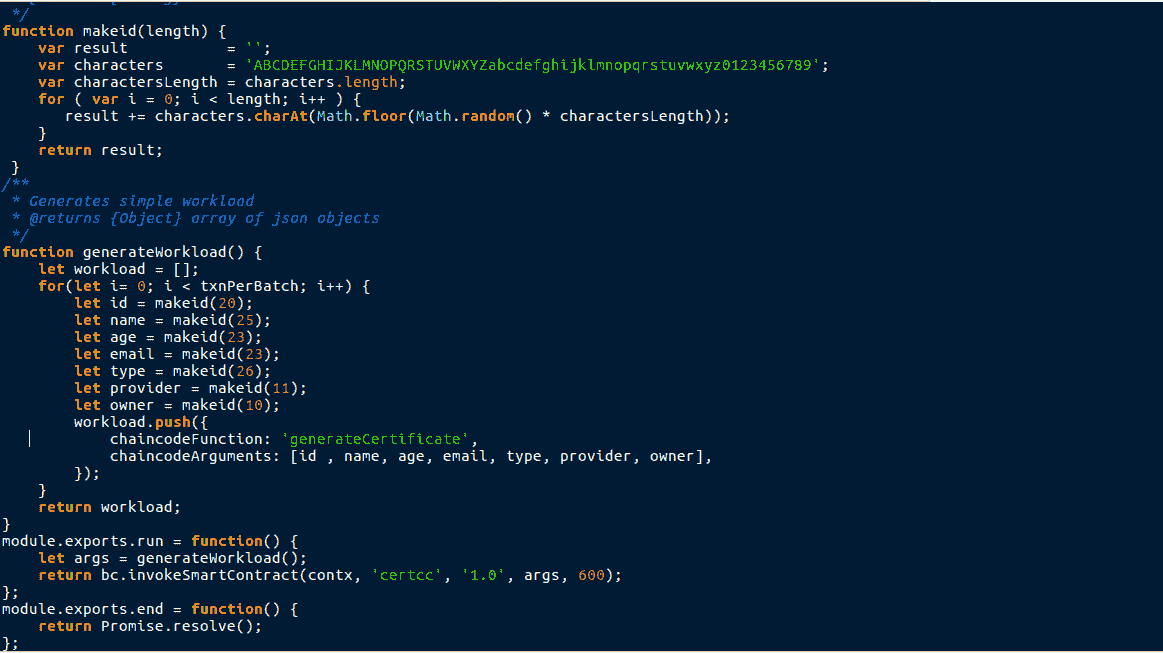 */
function makeid(length) {
    var result           = '';
    var characters       = 'ABCDEFGHIJKLMNOPQRSTUVWXYZabcdefghijklmnopqrstuvwxyz0123456789';
    var charactersLength = characters.length;
    for ( var i = 0; i < length; i++ ) {
       result += characters.charAt(Math.floor(Math.random() * charactersLength));
    }
    return result;
 }
/**
 * Generates simple workload
 * @returns {Object} array of json objects
 */
function generateWorkload() {
    let workload = [];
    for(let i= 0; i < txnPerBatch; i++) {
        let id = makeid(20);
        let name = makeid(25);
        let age = makeid(23);
        let email = makeid(23);
        let type = makeid(26);
        let provider = makeid(11);
        let owner = makeid(10);
        workload.push({
            chaincodeFunction: 'generateCertificate',
            chaincodeArguments: [id , name, age, email, type, provider, owner],
        });
    }
    return workload;
}
module.exports.run = function() {
    let args = generateWorkload();
    return bc.invokeSmartContract(contx, 'certcc', '1.0', args, 600);
};
module.exports.end = function() {
    return Promise.resolve();
};